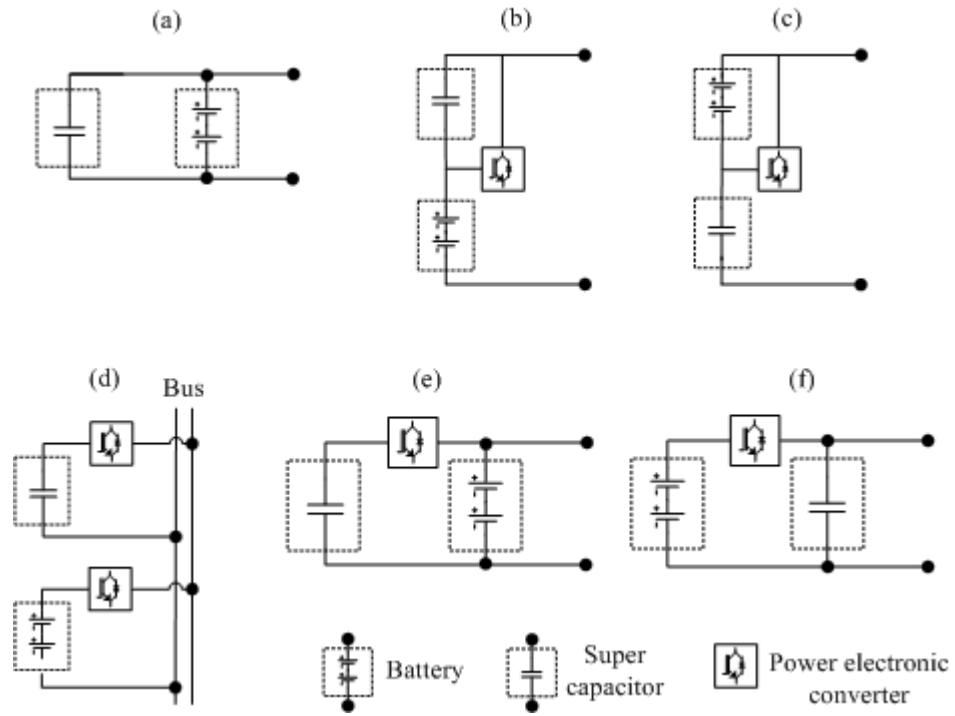 (a)
(b)
(c)
(d)
Bus
(e)
(f)
Battery
Super
capacitor
Power electronic
converter